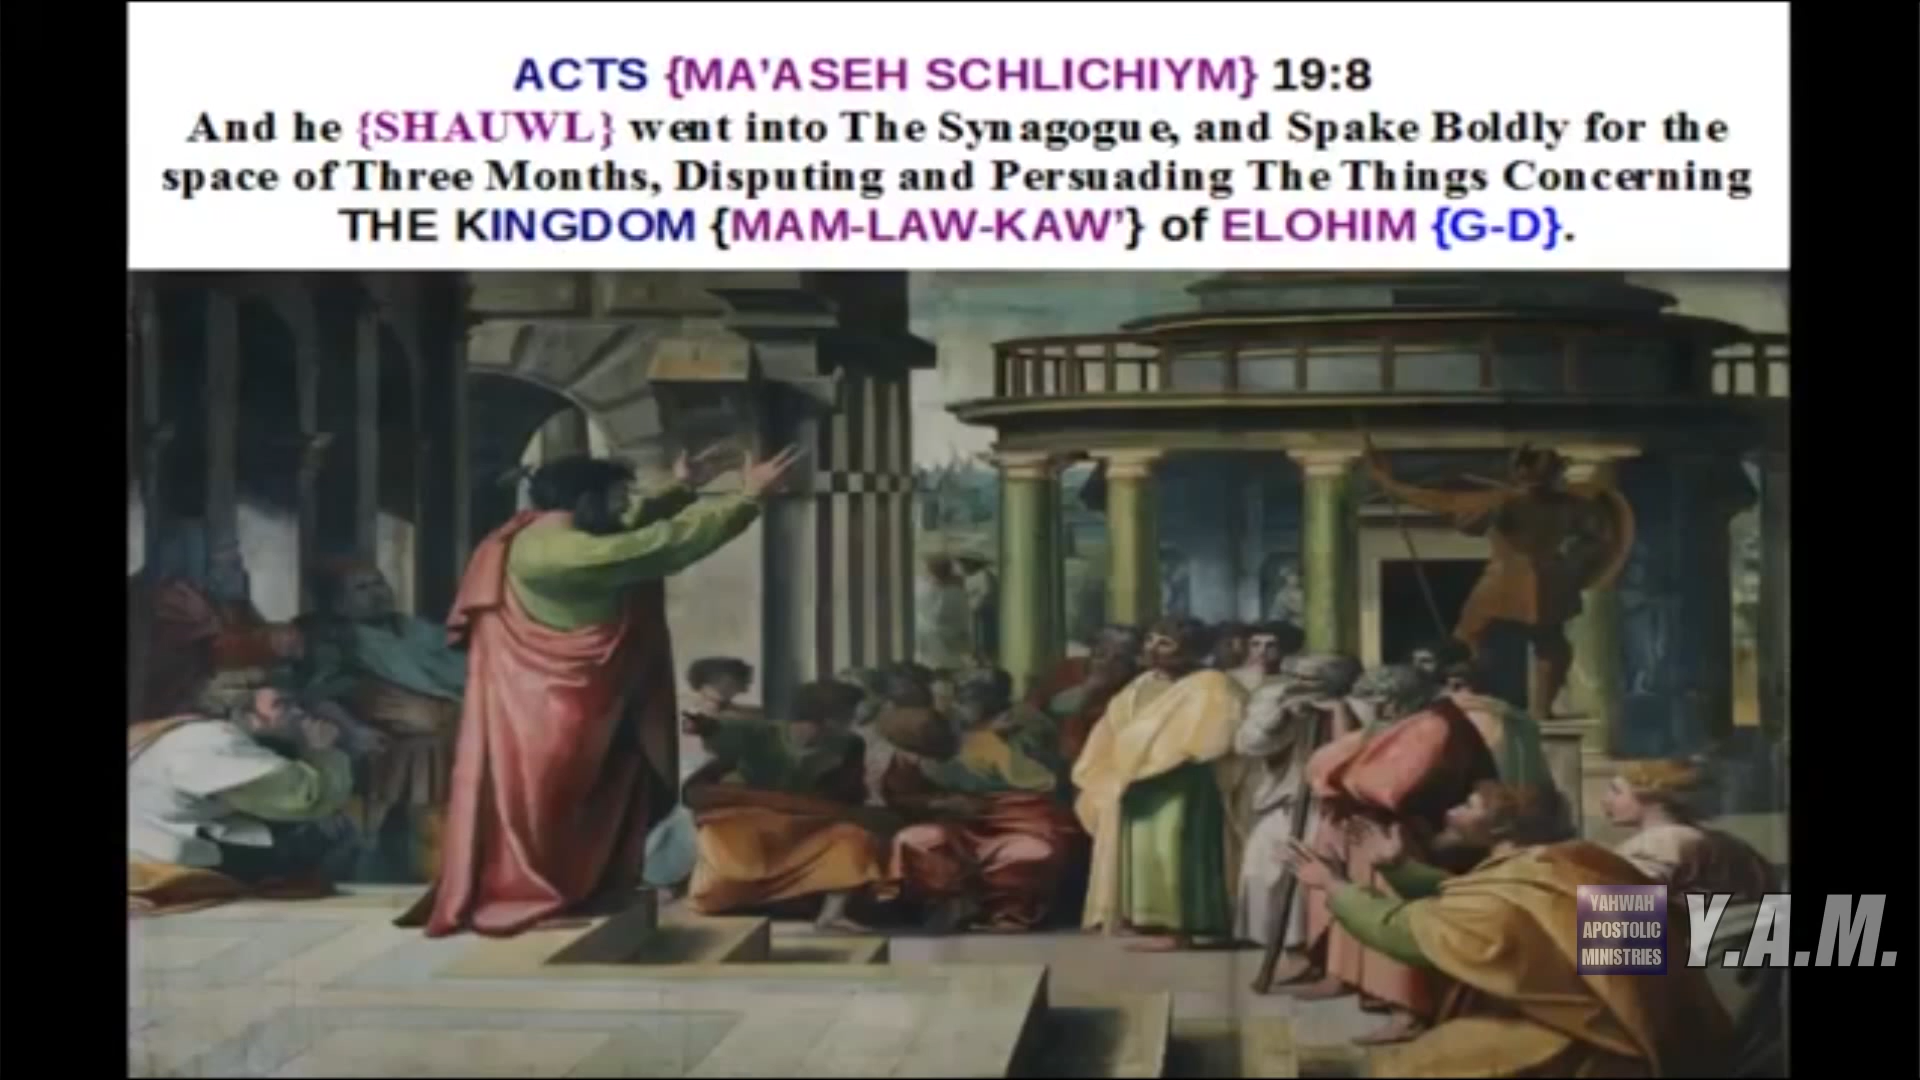 ACTS {MA'ASEH SCHLICHIYM} 19:8
And he {SHAUWL} went into The Synagogue, and Spake Boldly for the
space of Three Months, Disputing and Persuading The Things Concerning
THE KINGDOM {MAM-LAW-KAW'} of ELOHIM {G-D}.
YAHWAH
APOSTOLIC
MINISTRIES
Y.A.M.